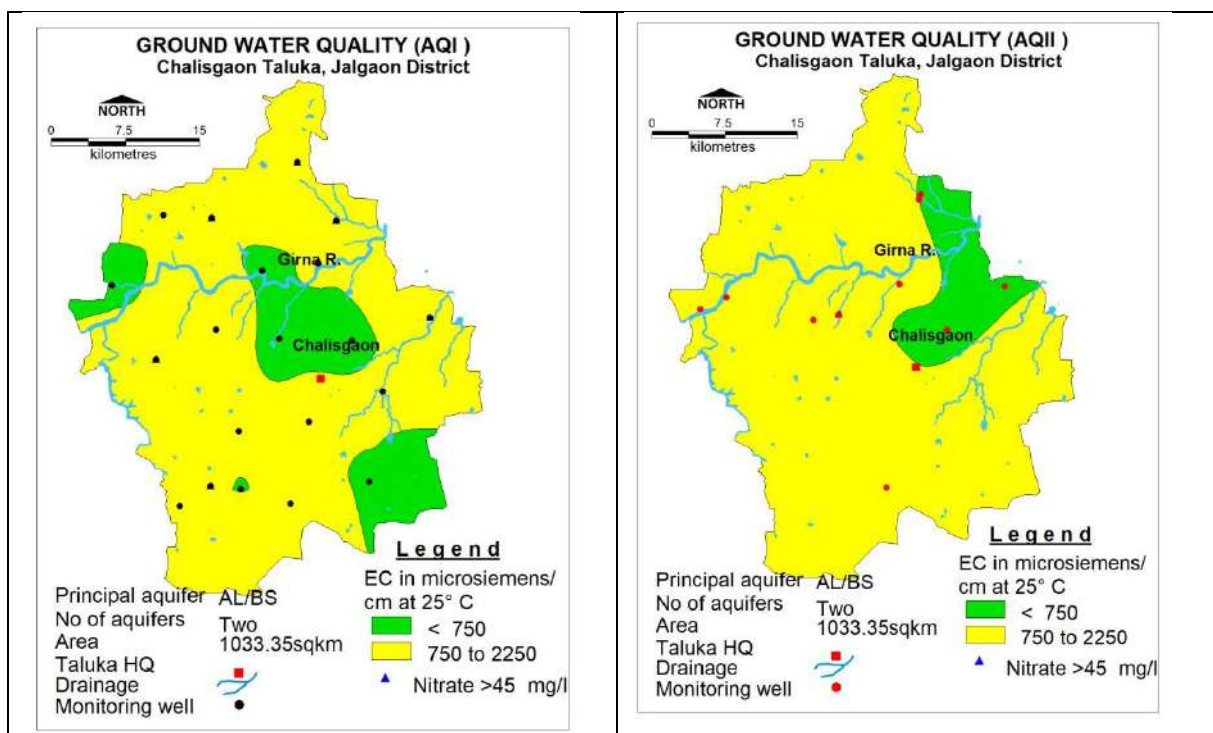 GROUND WATER QUALITY (AQI )
Chalisgaon Taluka, Jalgaon District
NORTH
0 7.5 15
kilometres
Girna R.
Chalisgaon
Legend
EC in microsiemens/
cm at 25° C
< 750
750 to 2250
Nitrate >45 mg/l
Principal aquifer AL/BS
No of aquifers Two
Area 1033.35sqkm
Taluka HQ
Drainage
Monitoring well
GROUND WATER QUALITY (AQII )
Chalisgaon Taluka, Jalgaon District
NORTH
0 7.5 15
kilometres
Girna R.
Chalisgaon
Legend
EC in microsiemens/
cm at 25° C
< 750
750 to 2250
Nitrate >45 mg/l
Principal aquifer AL/BS
No of aquifers Two
Area 1033.35sqkm
Taluka HQ
Drainage
Monitoring well